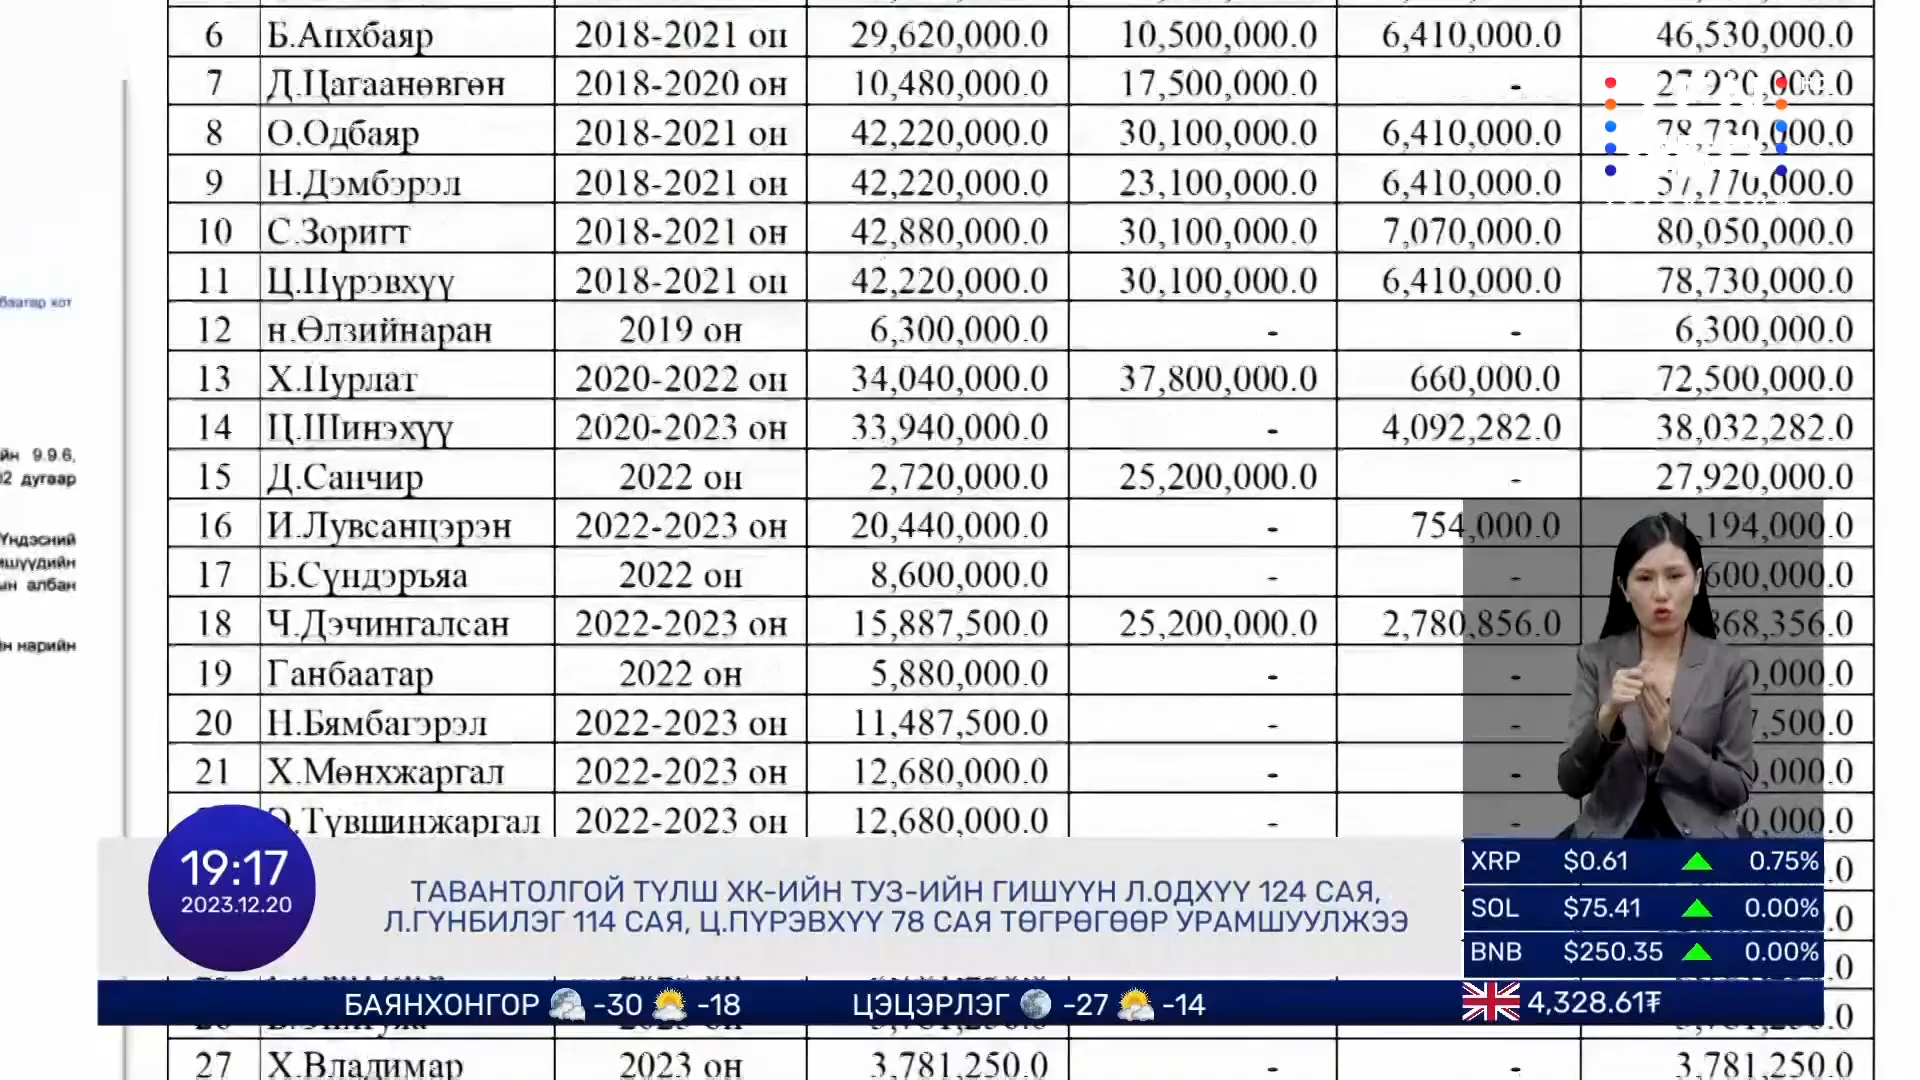 6 Б.Анхбаяр 2018-2021 он 29,620,000.0 10,500,000.0 6,410,000.0 46,530,000.0
7 Д.Цагаанөвгөн 2018-2020 он 10,480,000.0 17,500,000.0 -
8 О.Одбаяр 2018-2021 он 42,220,000.0 30,100,000.0 6,410,000.0 78,730,000.0
9 Н.Дэмбэрэл 2018-2021 он 42,220,000.0 23,100,000.0 6,410,000.0
10 С.Зоригт 2018-2021 он 42,880,000.0 30,100,000.0 7,070,000.0 80,050,000.0
баатар хот
11 Ц.Пүрэвхүү 2018-2021 он 42,220,000.0 30,100,000.0 6,410,000.0 78,730,000.0
12 н.Өлзийнаран 2019 он 6,300,000.0 - - 6,300,000.0
13 Х.Нурлат 2020-2022 он 34,040,000.0 37,800,000.0 660,000.0 72,500,000.0
14 Ц.Шинэхүү 2020-2023 он 33,940,000.0 - 4,092,282.0 38,032,282.0
9.9.6,
дугаар
15 Д.Санчир 2022 он 2,720,000.0 25,200,000.0 - 27,920,000.0
16 И.Лувсанцэрэн 2022-2023 он 20,440,000.0 - 754,000.0
Үндэсний
17 Б.Сүндэръяа 2022 он 8,600,000.0 - -
албан
18 Ч.Дэчингалсан 2022-2023 он 15,887,500.0 25,200,000.0 2,780,856.0
нарийн
19 Ганбаатар 2022 он 5,880,000.0 - -
20 Н.Бямбагэрэл 2022-2023 он 11,487,500.0 - -
21 Х.Мөнхжаргал 2022-2023 он 12,680,000.0 - -
Түвшинжаргал 2022-2023 он 12,680,000.0 - -
19:17
2023.12.20
ТАВАНТОЛГОЙ ТҮЛШ ХК-ИЙН ТУЗ-ИЙН ГИШҮҮН Л.ОДХҮҮ 124 САЯ,
Л.ГҮНБИЛЭГ 114 САЯ, Ц.ПҮРЭВХҮҮ 78 САЯ ТӨГРӨГӨӨР УРАМШУУЛЖЭЭ
XRP $0.61 0.75%
SOL $75.41 0.00%
BNB $250.35 0.00%
БАЯНХОНГОР -30 -18 ЦЭЦЭРЛЭГ -27 -14
4,328.61₮
27 Х.Владимар 2023 он 3,781,250.0 - - 3,781,250.0